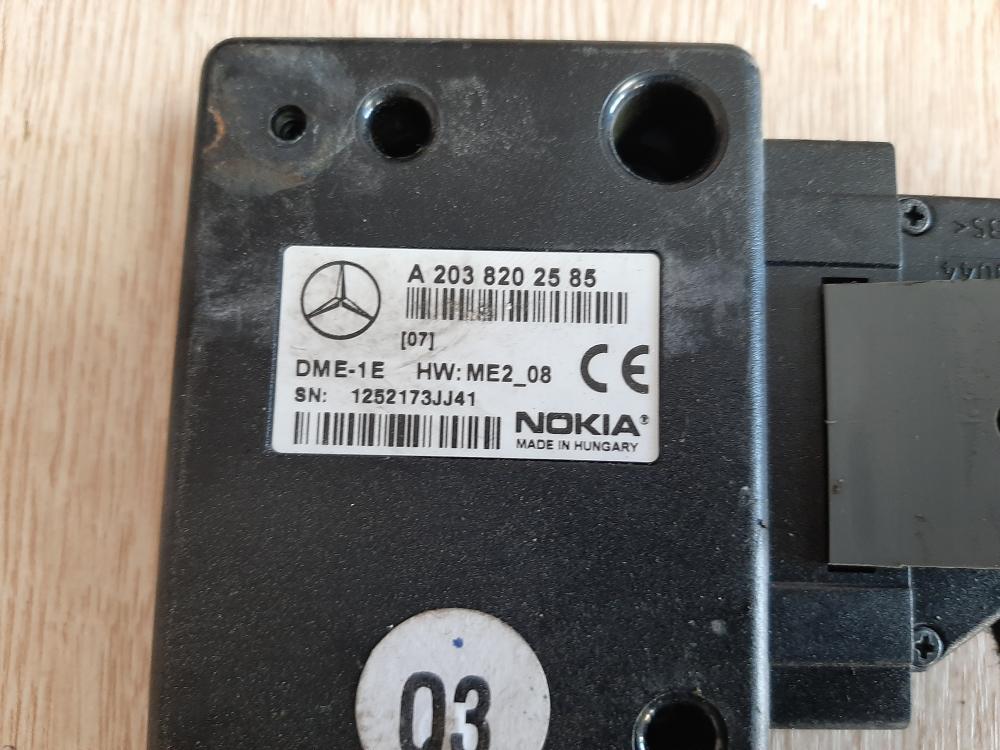 A 203 820 25 85
[07]
DME-1E HW: ME2_08
SN: 1252173JJ41
NOKIA®
MADE IN HUNGARY
CE
03